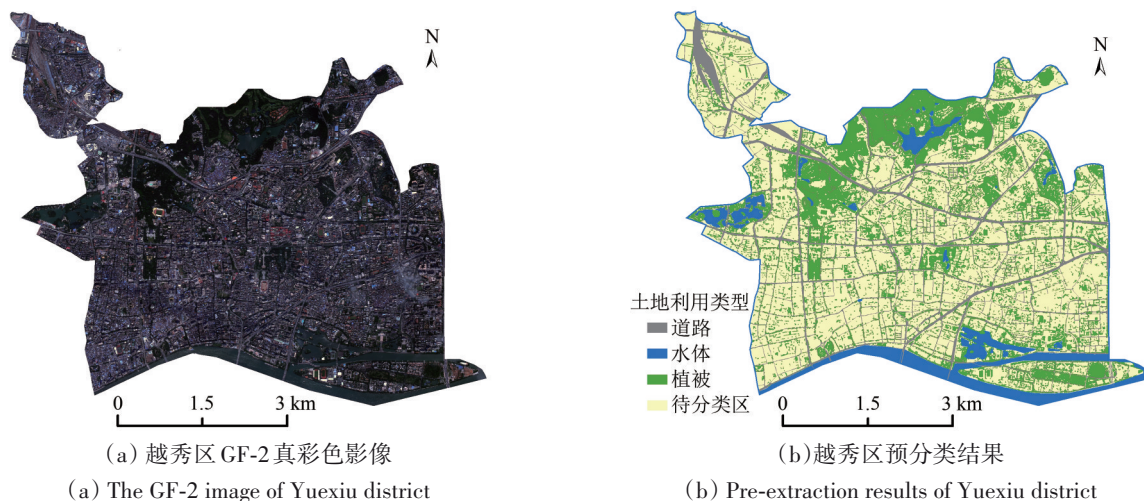 N
0 1.5 3 km
(a) 越秀区GF-2真彩色影像
(a) The GF-2 image of Yuexiu district
N
土地利用类型
道路
水体
植被
待分类区
0 1.5 3 km
(b)越秀区预分类结果
(b) Pre-extraction results of Yuexiu district